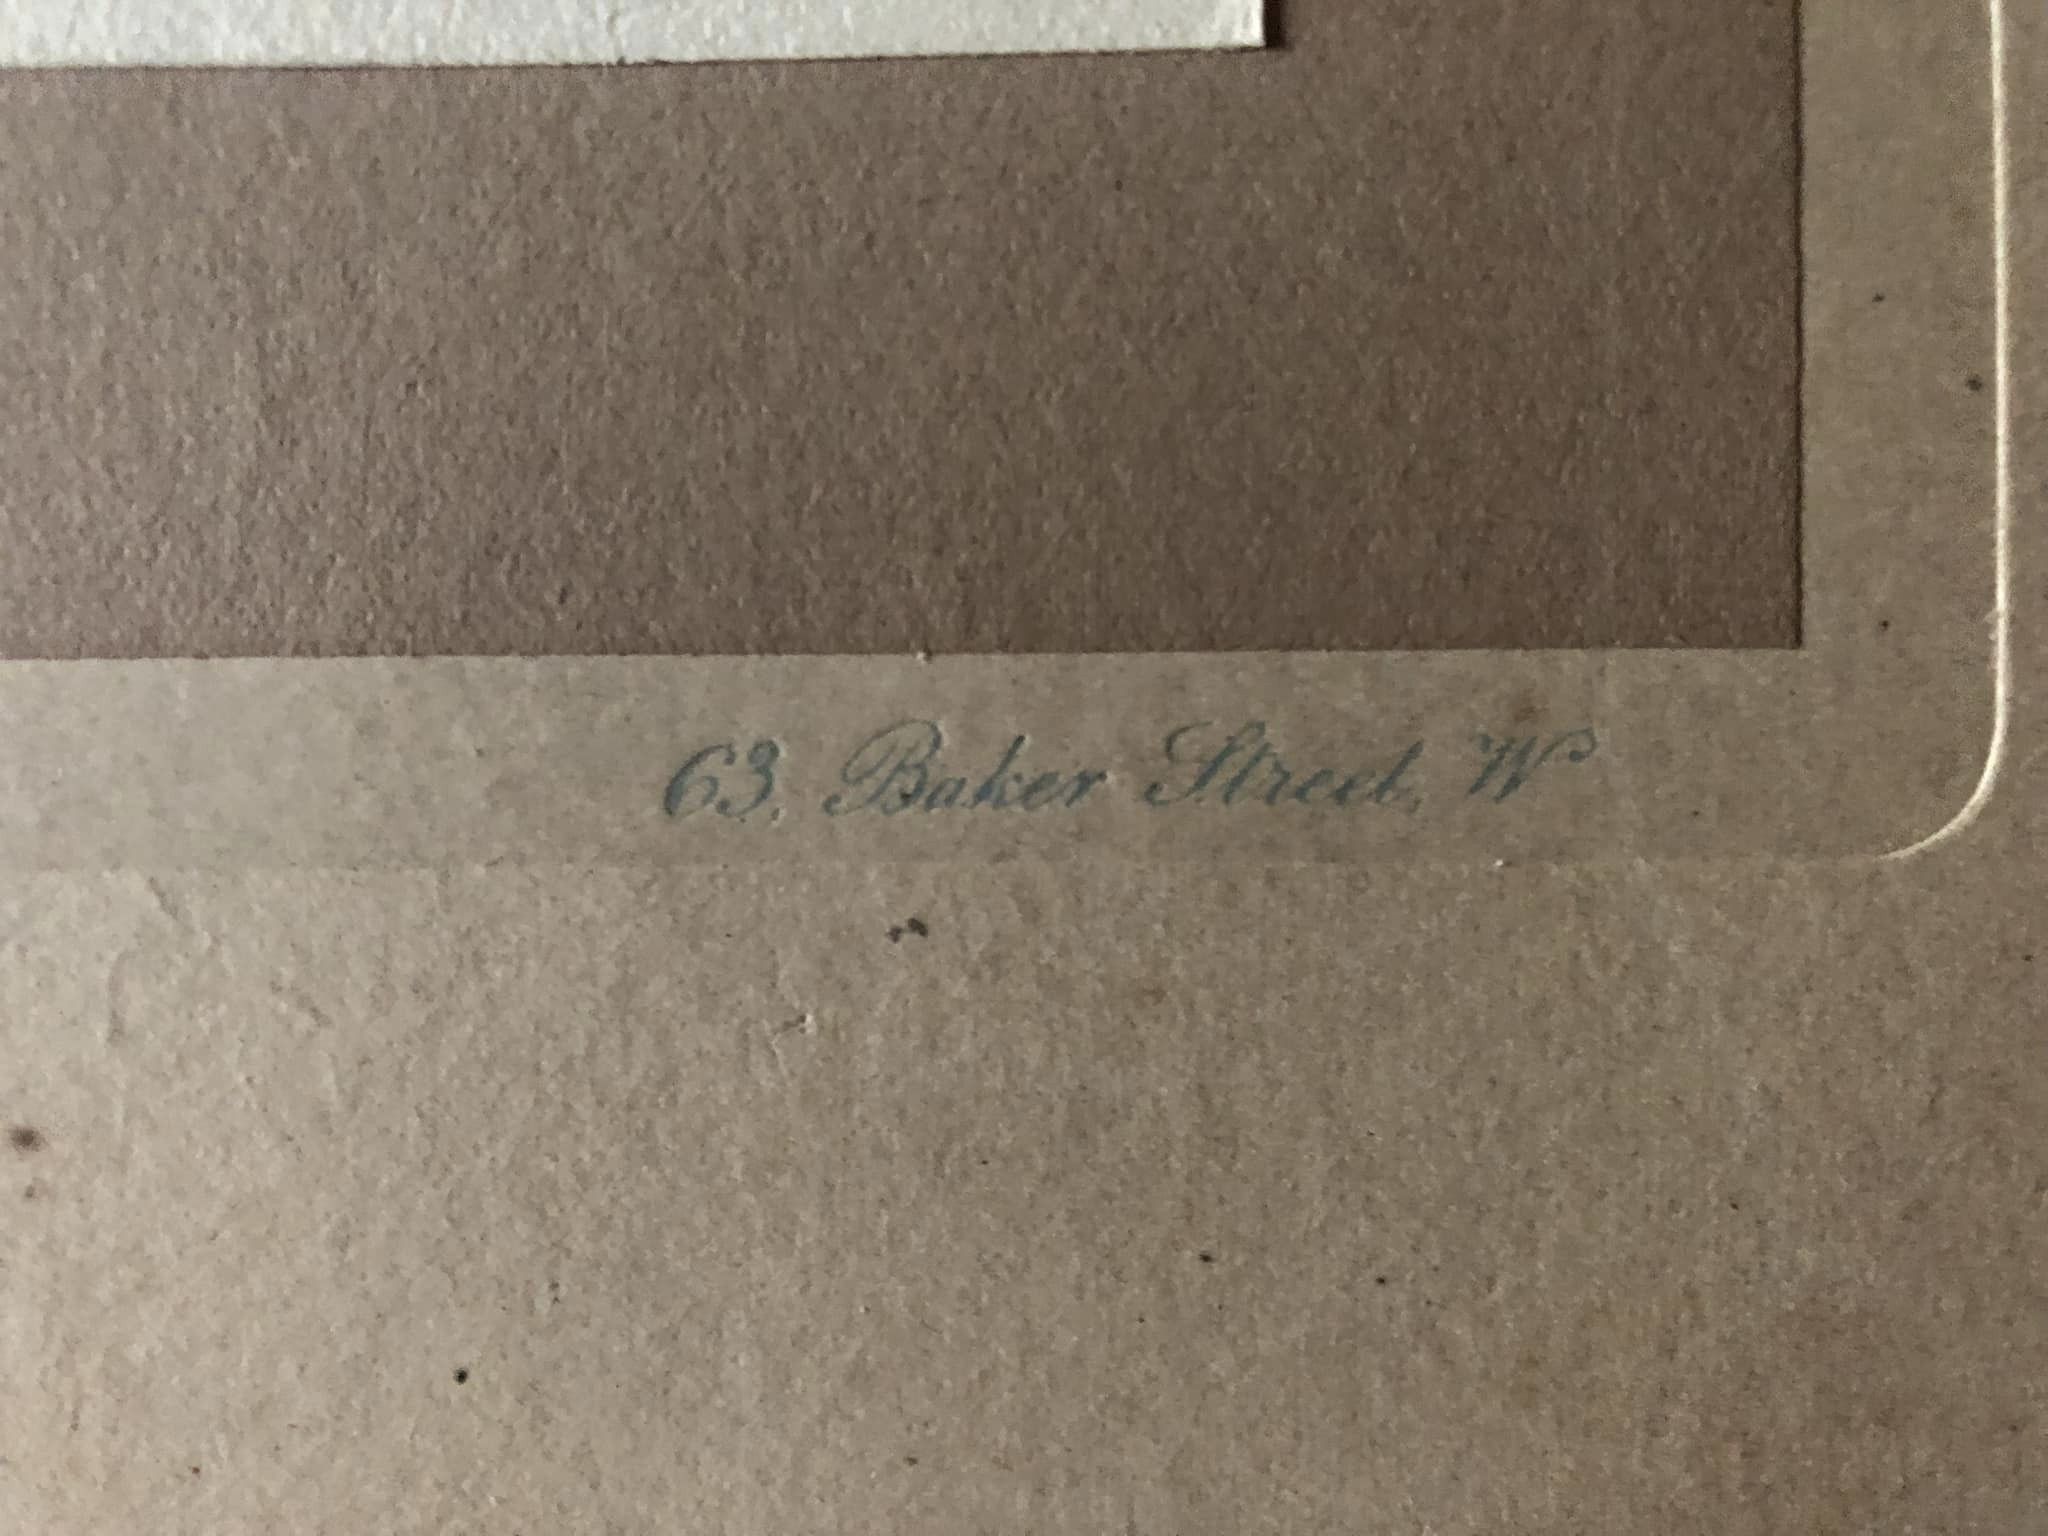 63, Baker Street, W